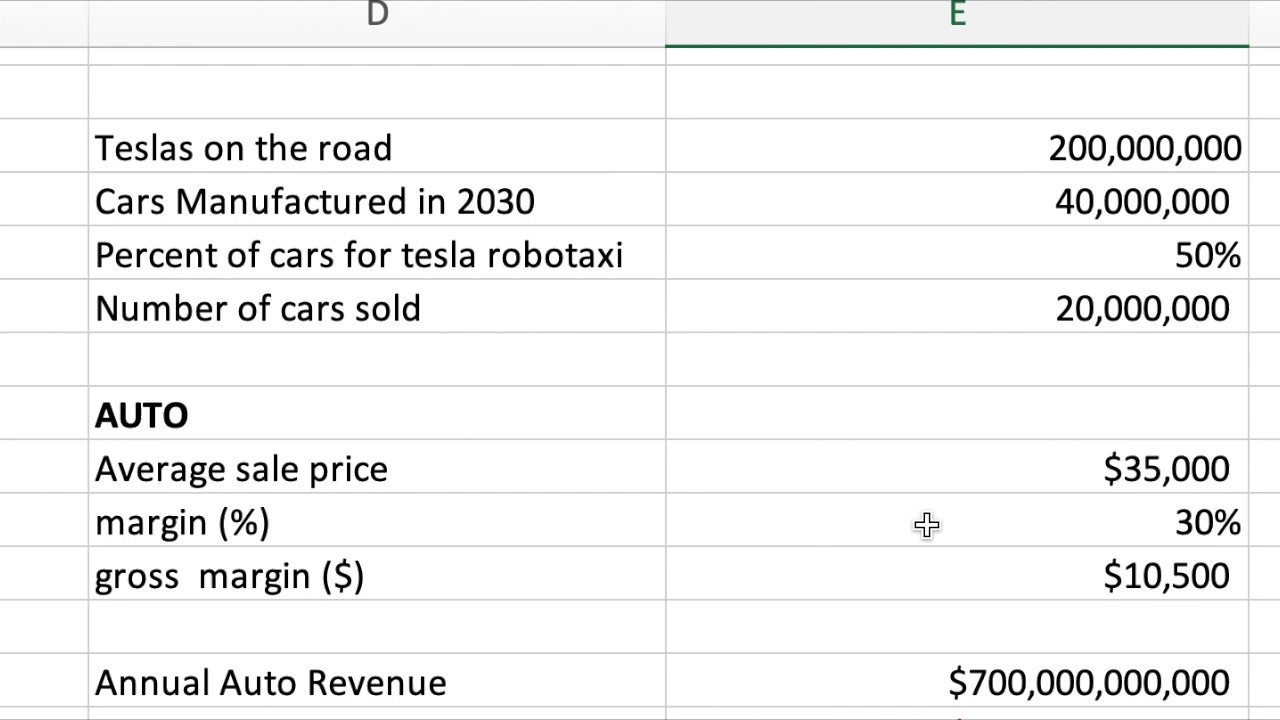 D E
Teslas on the road 200,000,000
Cars Manufactured in 2030 40,000,000
Percent of cars for tesla robotaxi 50%
Number of cars sold 20,000,000
AUTO
Average sale price $35,000
margin (%) 30%
gross  margin ($) $10,500
Annual Auto Revenue $700,000,000,000